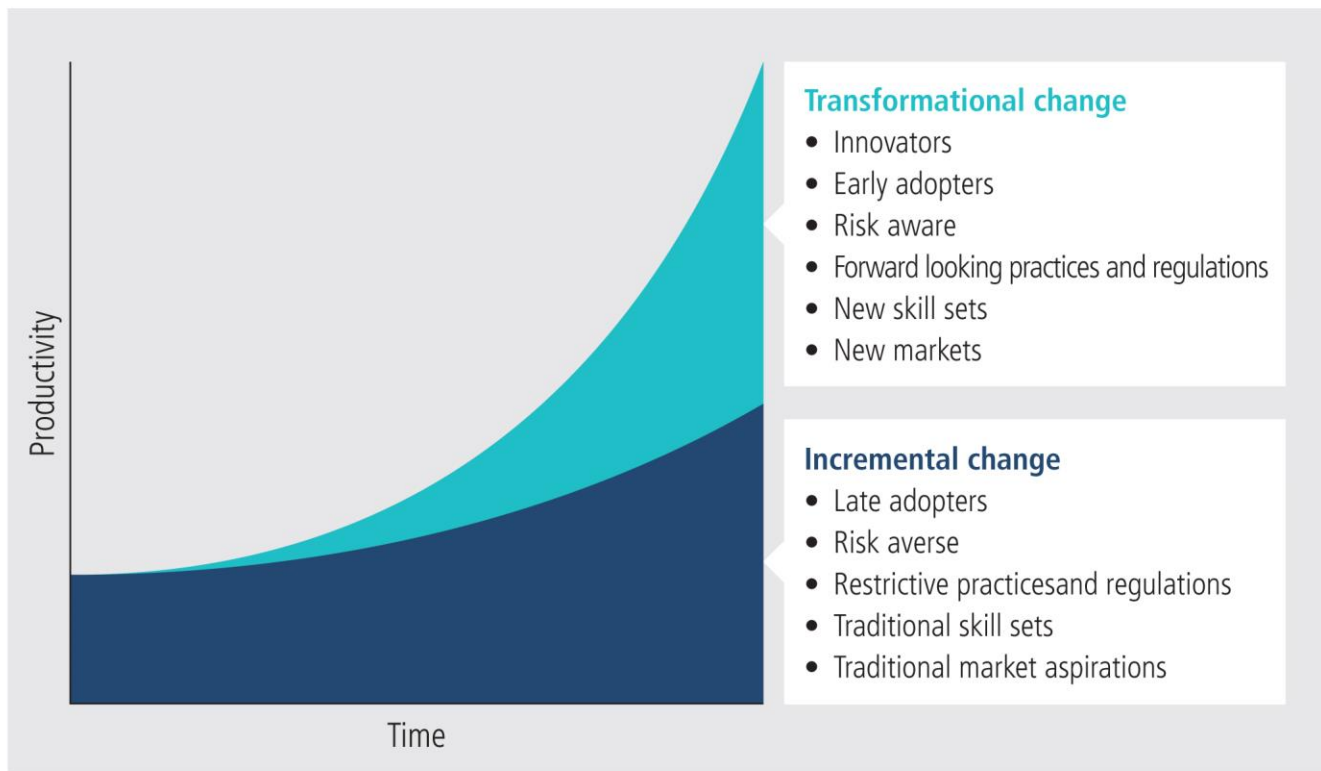 Productivity
Time
Transformational change
• Innovators
• Early adopters
• Risk aware
• Forward looking practices and regulations
• New skill sets
• New markets
Incremental change
• Late adopters
• Risk averse
• Restrictive practicesand regulations
• Traditional skill sets
• Traditional market aspirations